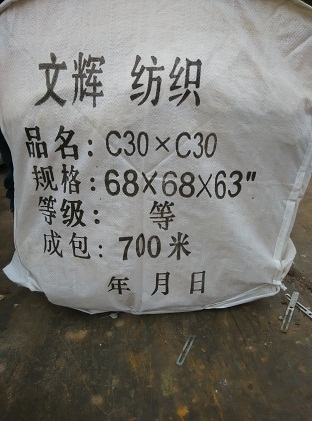 文辉 纺织
品名：C30×C30
规格：68×68×63"
等级： 等
成包：700米
年 月 日